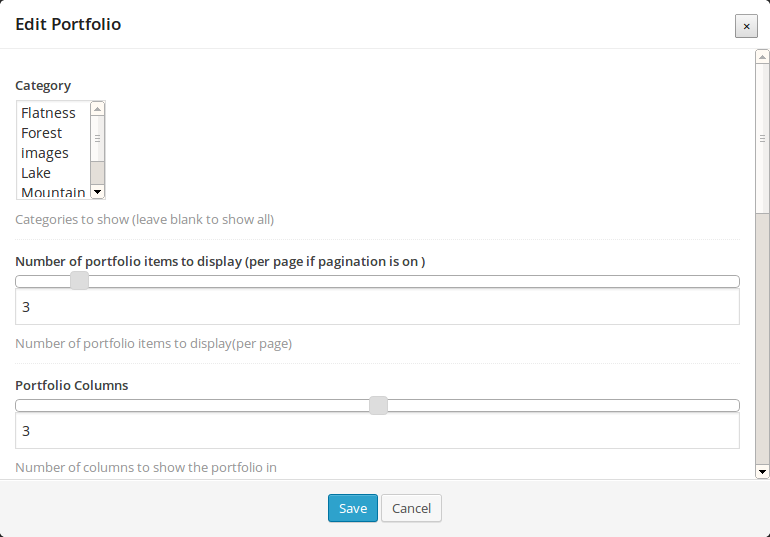 Edit Portfolio
×
Category
Flatness
Forest
images
Lake
Mountain
Categories to show (leave blank to show all)
Number of portfolio items to display (per page if pagination is on )
3
Number of portfolio items to display(per page)
Portfolio Columns
3
Number of columns to show the portfolio in
Save
Cancel